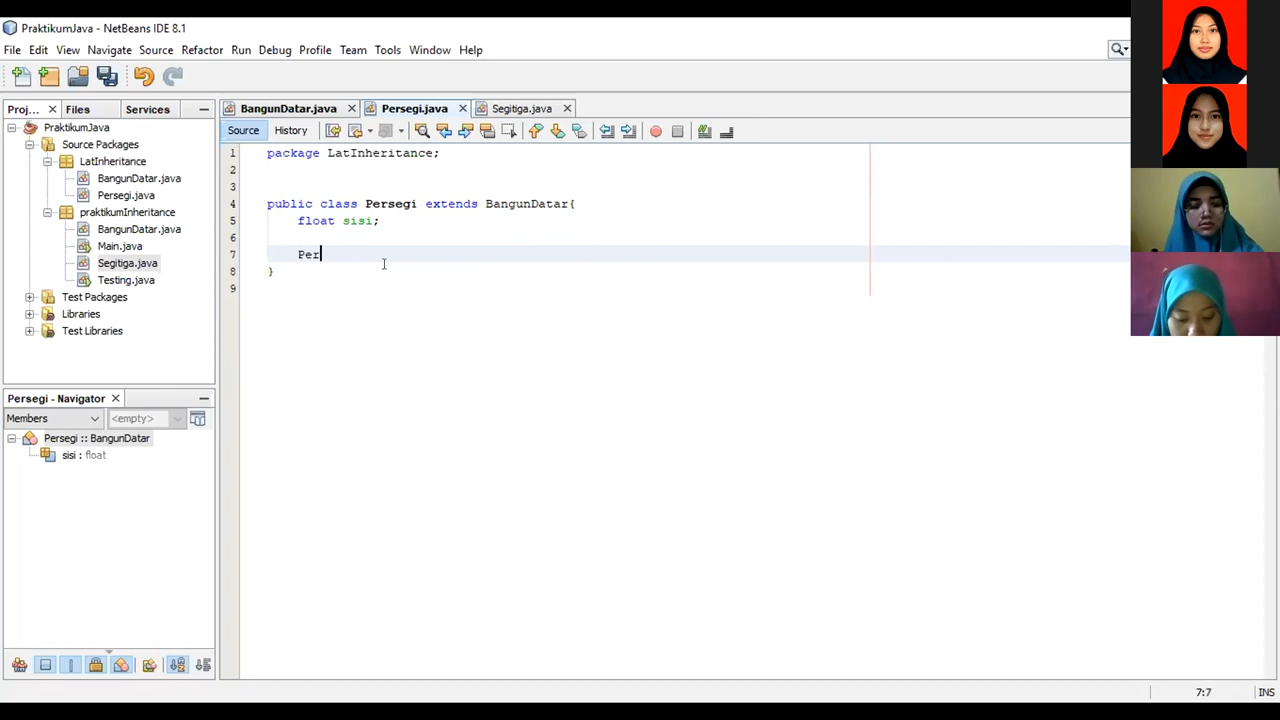 PraktikumJava - NetBeans IDE 8.1
File Edit View Navigate Source Refactor Run Debug Profile Team Tools Window Help
Proj... Files Services
PraktikumJava
Source Packages
LatInheritance
BangunDatar.java
Persegi.java
praktikumInheritance
BangunDatar.java
Main.java
Segitiga.java
Testing.java
Test Packages
Libraries
Test Libraries
Persegi - Navigator
Members <empty>
Persegi :: BangunDatar
sisi : float
BangunDatar.java Persegi.java Segitiga.java
Source History
1 package LatInheritance;
2
3
4 public class Persegi extends BangunDatar{
5 float sisi;
6
7 Per
8 }
9
7:7 INS